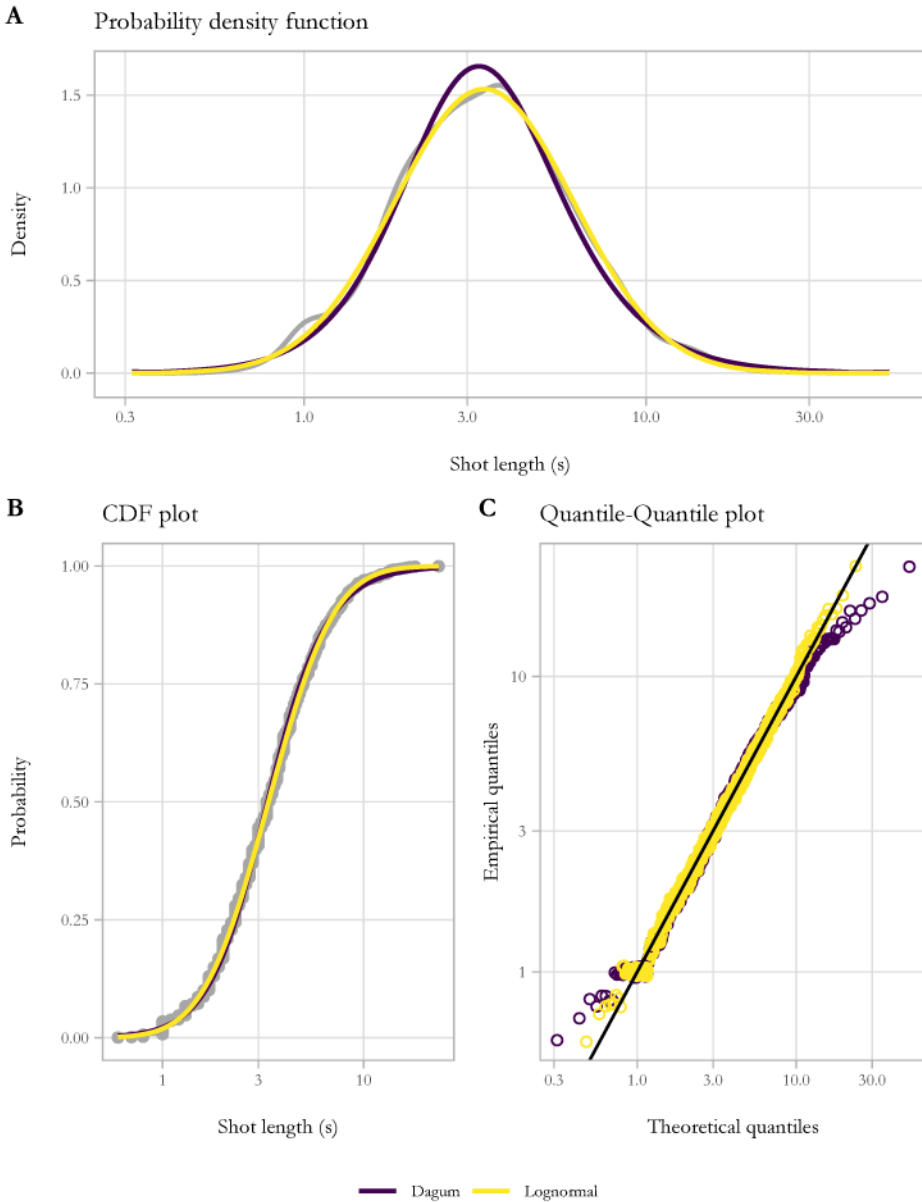 A Probability density function
1.5
1.0
0.5
0.0
Density
0.3 1.0 3.0 10.0 30.0
Shot length (s)
B CDF plot
1.00
0.75
0.50
0.25
0.00
Probability
1 3 10
Shot length (s)
C Quantile-Quantile plot
10
3
1
Empirical quantiles
0.3 1.0 3.0 10.0 30.0
Theoretical quantiles
Dagum Lognormal